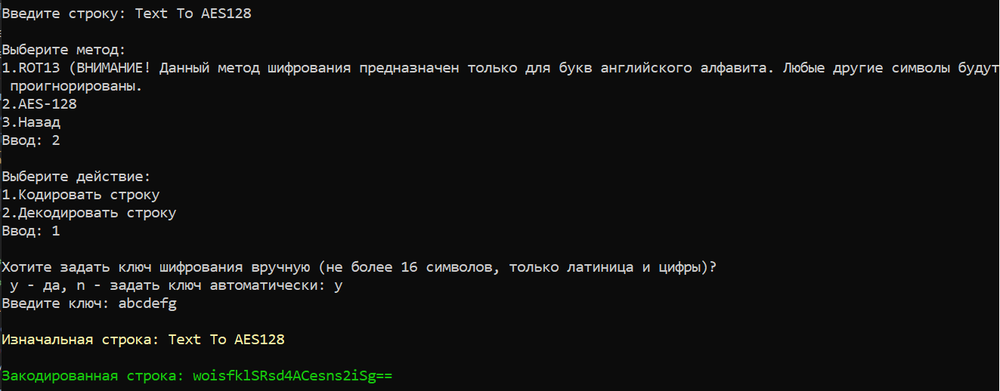 Введите строку: Text To AES128
Выберите метод:
1.ROT13 (ВНИМАНИЕ! Данный метод шифрования предназначен только для букв английского алфавита. Любые другие символы будут
проигнорированы.
2.AES-128
3.Назад
Ввод: 2
Выберите действие:
1.Кодировать строку
2.Декодировать строку
Ввод: 1
Хотите задать ключ шифрования вручную (не более 16 символов, только латиница и цифры)?
y - да, n - задать ключ автоматически: y
Введите ключ: abcdefg
Изначальная строка: Text To AES128
Закодированная строка: woisfklSRsd4ACesns2iSg==